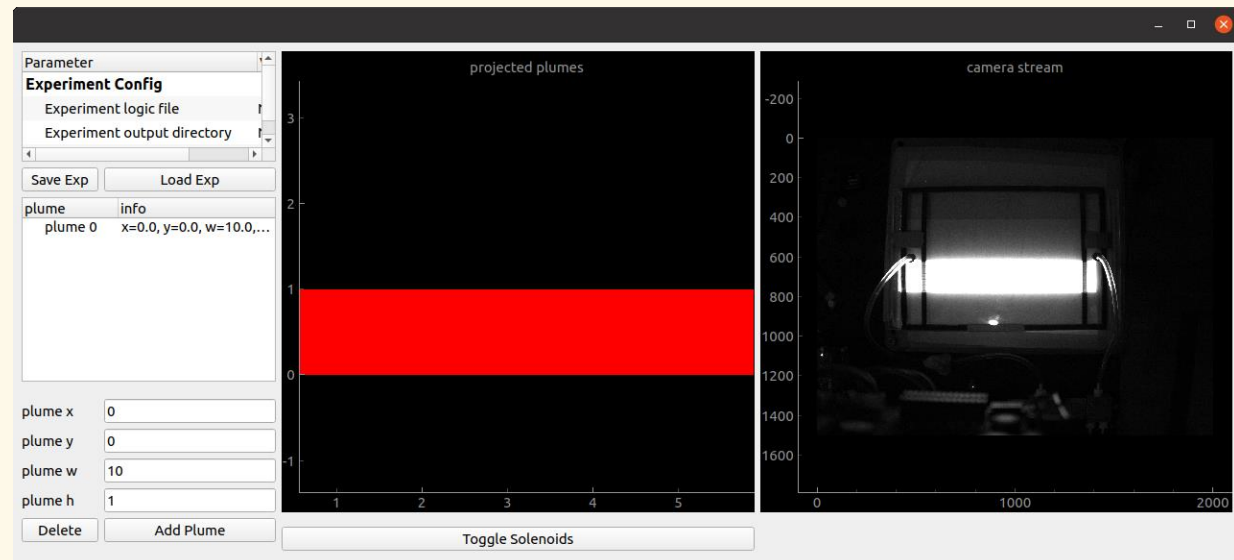 Parameter
Experiment Config
Experiment logic file
Experiment output directory
Save Exp
Load Exp
plume info
plume 0 x=0.0, y=0.0, w=10.0,...
plume x 0
plume y 0
plume w 10
plume h 1
Delete
Add Plume
projected plumes
3
2
1
0
-1
1 2 3 4 5
Toggle Solenoids
camera stream
-200
0
200
400
600
800
1000
1200
1400
1600
0 1000 2000